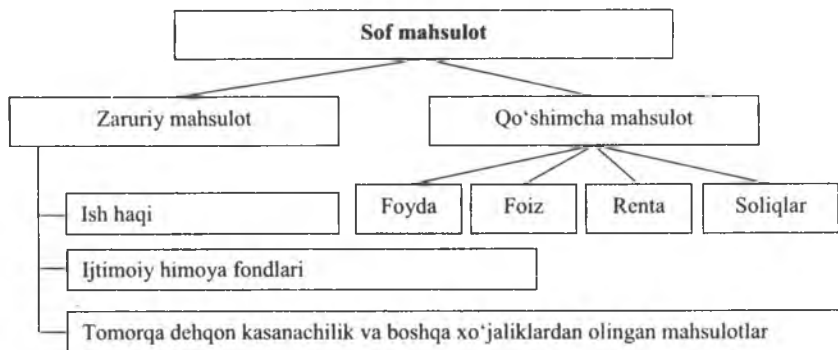 Sof mahsulot
Zaruriy mahsulot
Qo‘shimcha mahsulot
Foyda
Foiz
Renta
Soliqlar
Ish haqi
Ijtimoiy himoya fondlari
Tomorqa dehqon kasanachilik va boshqa xo‘jaliklardan olingan mahsulotlar